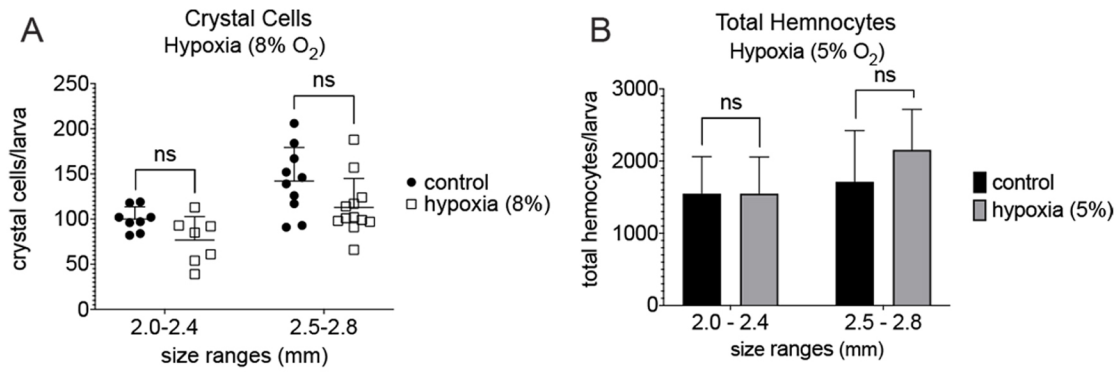 A
Crystal Cells
Hypoxia (8% O2)
crystal cells/larva
250
200
150
100
50
0
ns
ns
2.0-2.4
2.5-2.8
size ranges (mm)
control
hypoxia (8%)
B
Total Hemnocytes
Hypoxia (5% O2)
total hemocytes/larva
3000
2000
1000
0
ns
ns
2.0 - 2.4
2.5 - 2.8
size ranges (mm)
control
hypoxia (5%)